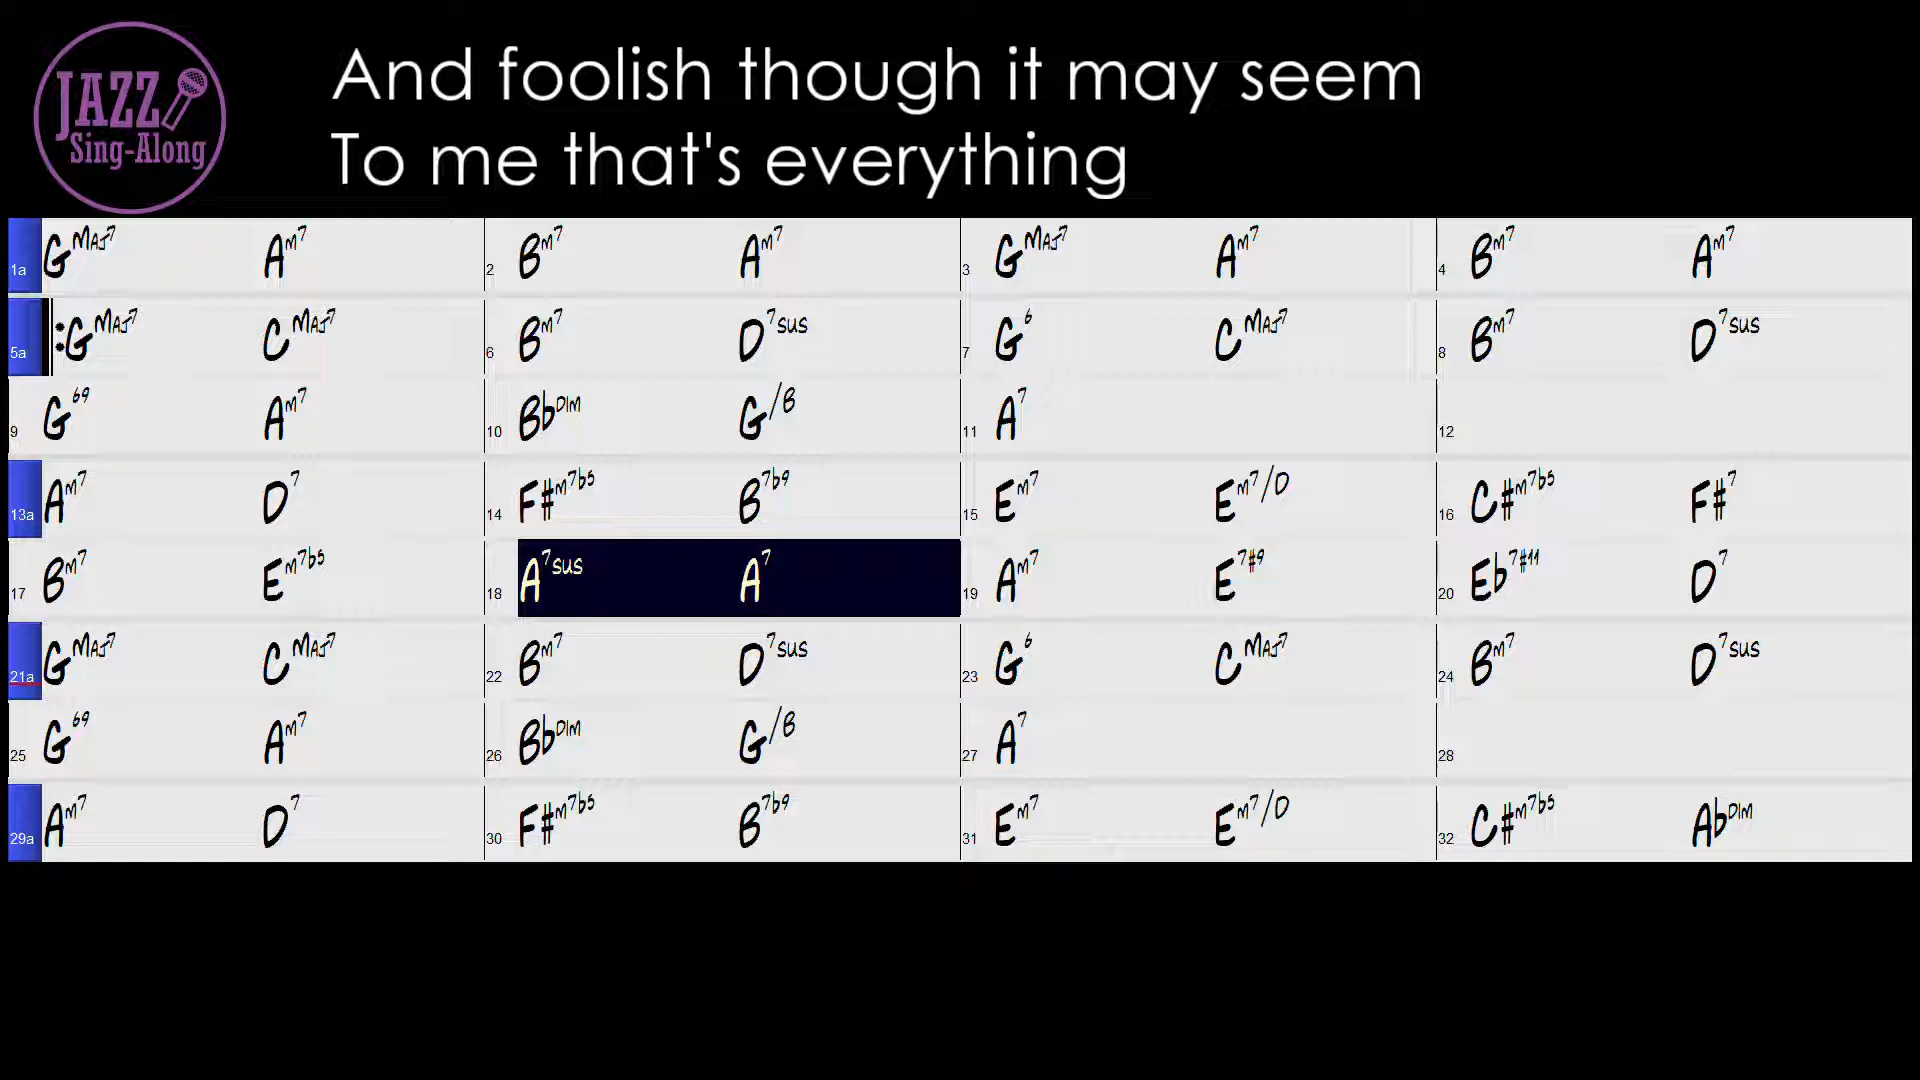 JAZZ
Sing-Along
And foolish though it may seem
To me that's everything
1a GMAJ7 Am7 2 Bm7 Am7 3 GMAJ7 Am7 4 Bm7 Am7
5a :GMAJ7 CMAJ7 6 Bm7 D7sus 7 G6 CMAJ7 8 Bm7 D7sus
9 G69 Am7 10 BbDIM G/B 11 A7 12
13a Am7 D7 14 F#m7b5 B7b9 15 Em7 Em7/D 16 C#m7b5 F#7
17 Bm7 Em7b5 18 A7sus A7 19 Am7 E7#9 20 Eb7#11 D7
21a GMAJ7 CMAJ7 22 Bm7 D7sus 23 G6 CMAJ7 24 Bm7 D7sus
25 G69 Am7 26 BbDIM G/B 27 A7 28
29a Am7 D7 30 F#m7b5 B7b9 31 Em7 Em7/D 32 C#m7b5 AbDIM